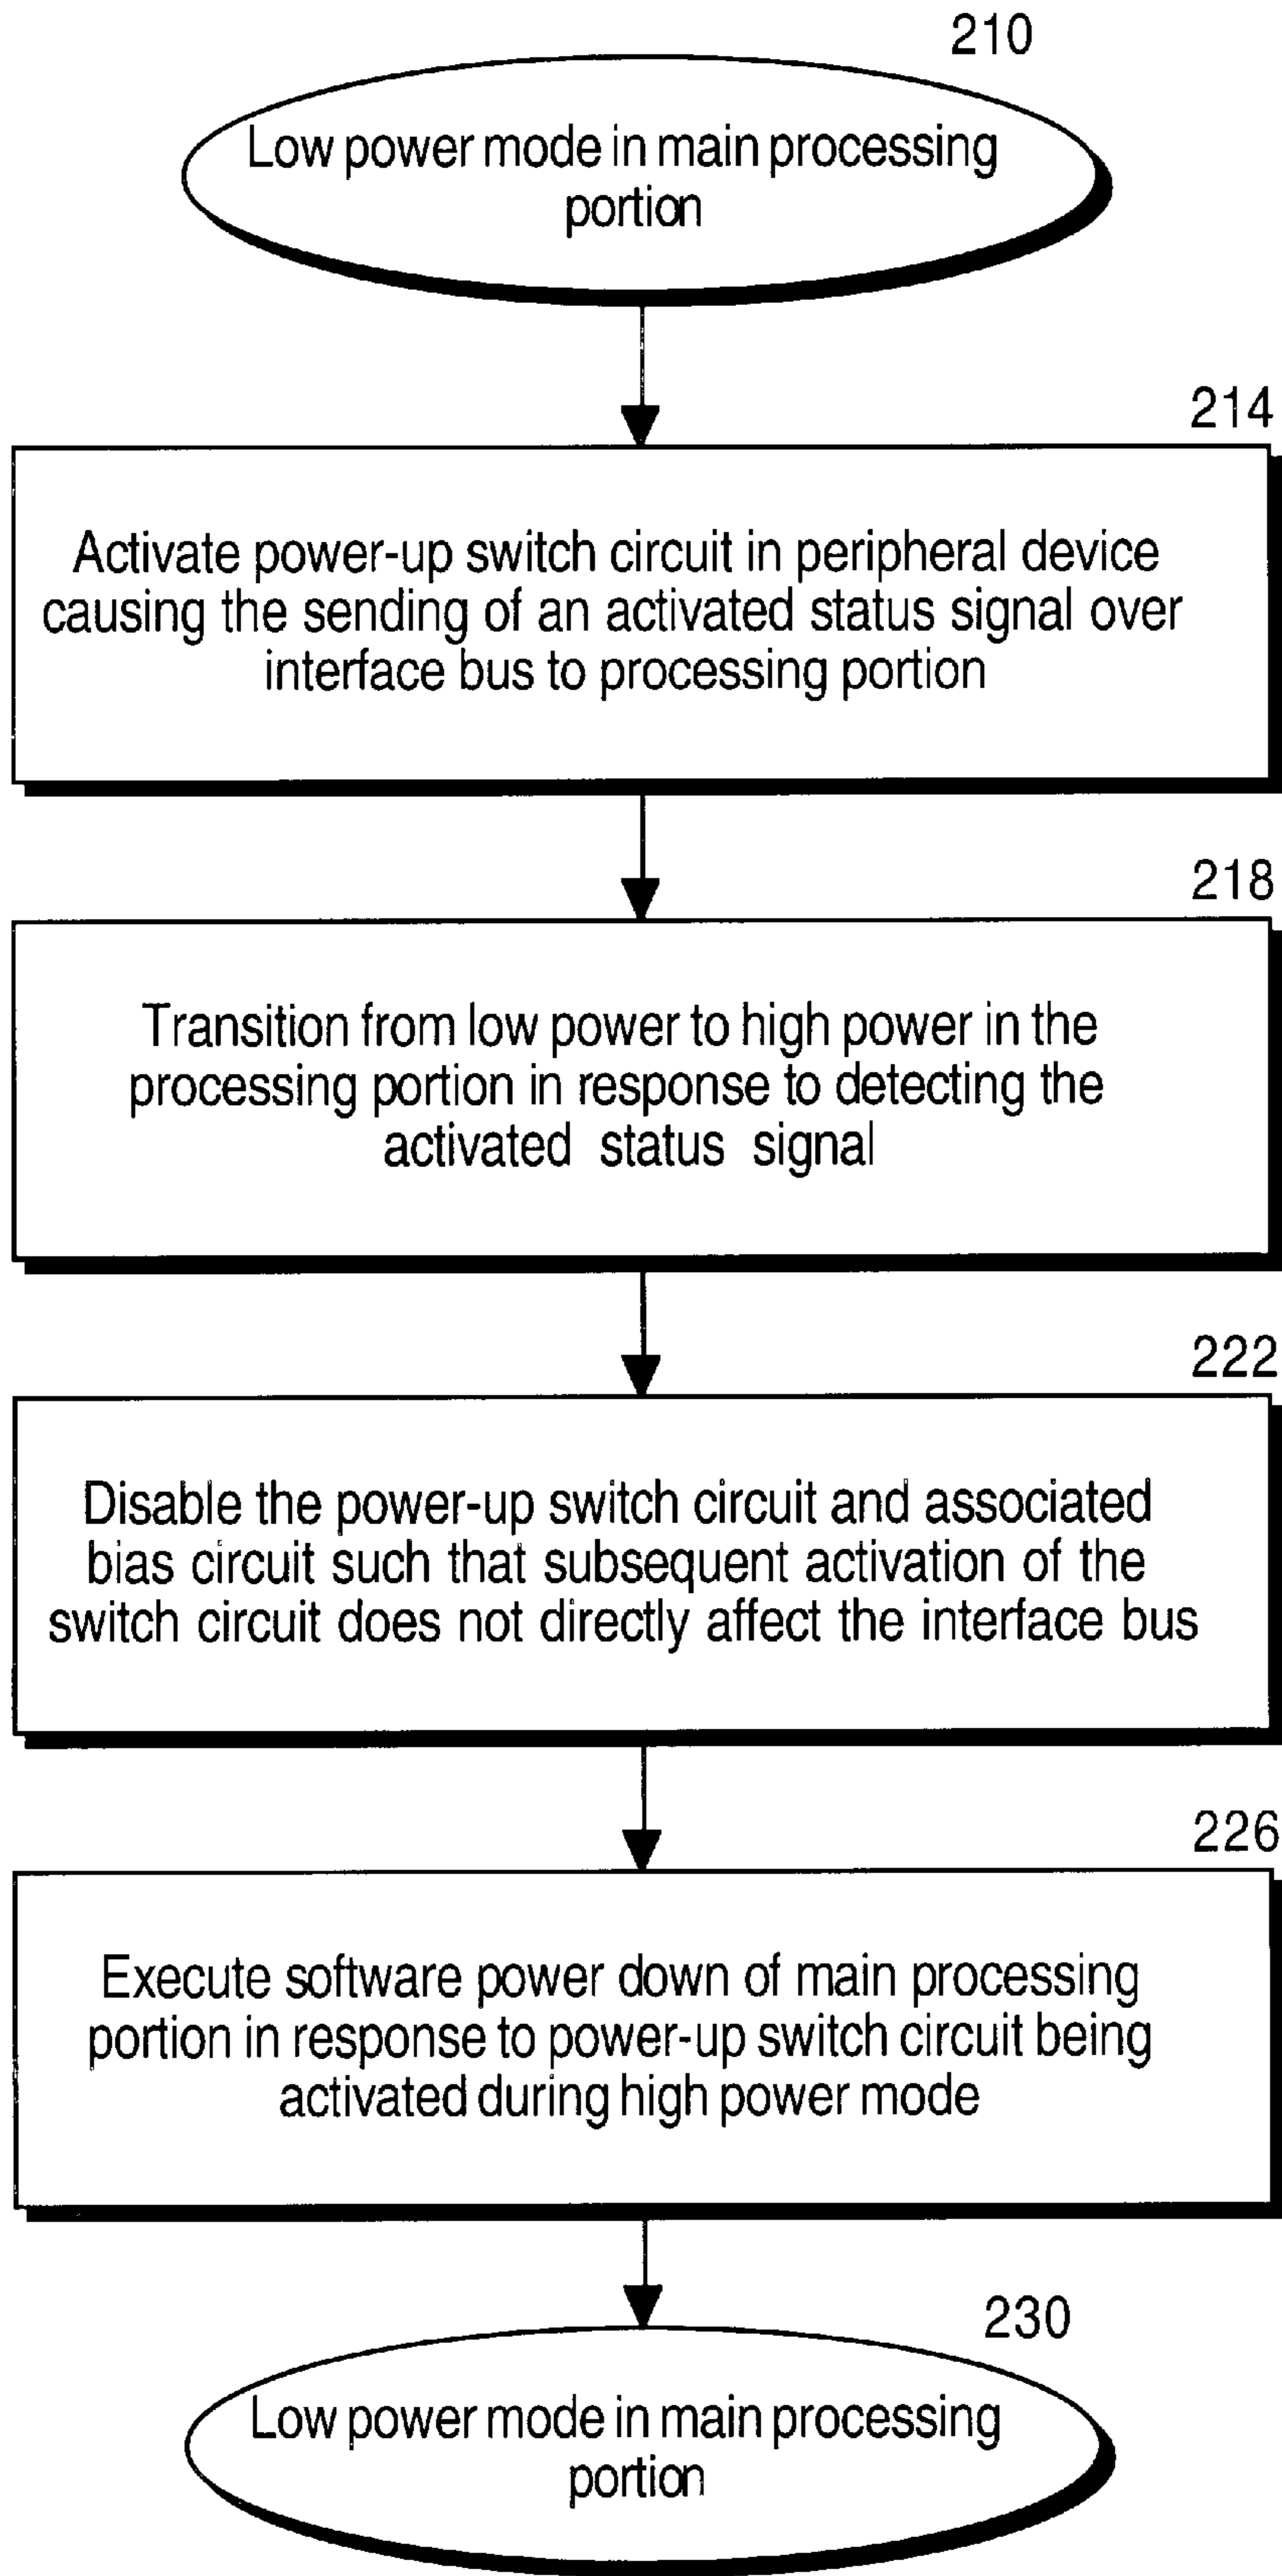 210
Low power mode in main processing
portion
214
Activate power-up switch circuit in peripheral device
causing the sending of an activated status signal over
interface bus to processing portion
218
Transition from low power to high power in the
processing portion in response to detecting the
activated status signal
222
Disable the power-up switch circuit and associated
bias circuit such that subsequent activation of the
switch circuit does not directly affect the interface bus
226
Execute software power down of main processing
portion in response to power-up switch circuit being
activated during high power mode
230
Low power mode in main processing
portion